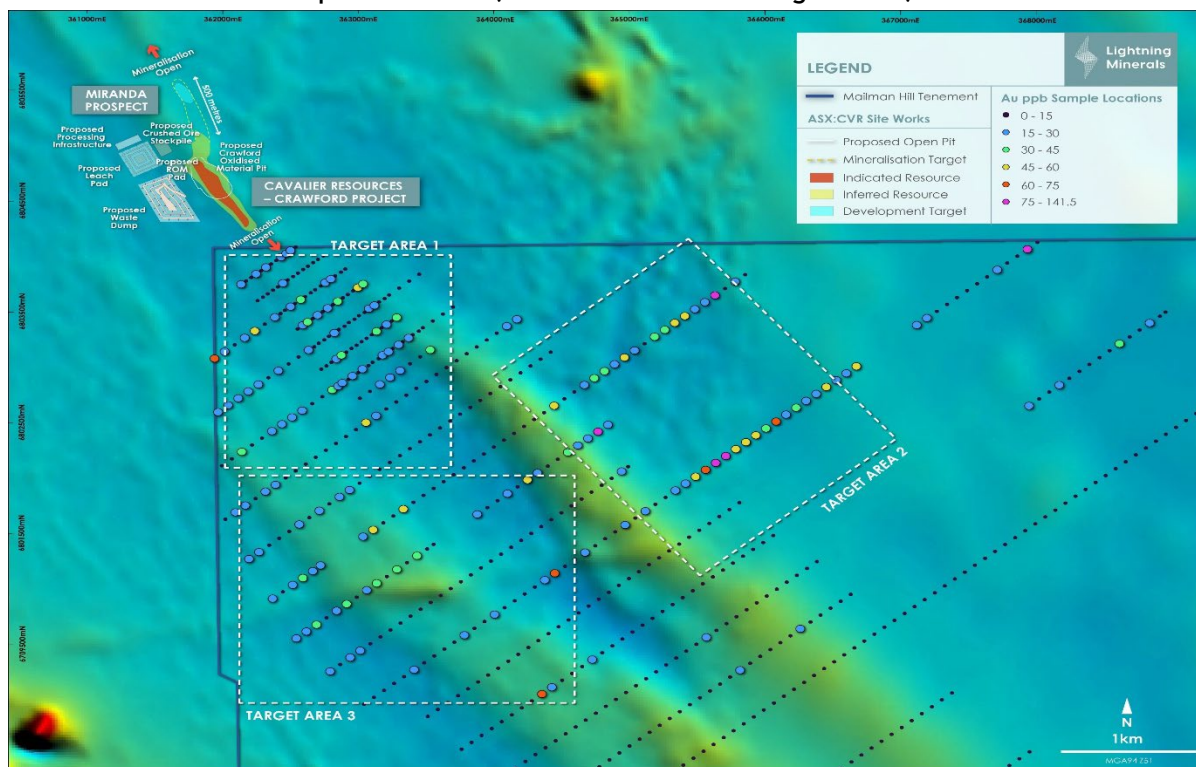 361000mE
362000mE
363000mE
364000mE
365000mE
366000mE
367000mE
368000mE
Mineralisation
Open
MIRANDA
PROSPECT
500 metres
Proposed
Processing
Infrastructure
Proposed
Crushed Ore
Stockpile
Proposed
Crawford
Oxidised
Material Pit
Proposed
Leach
Pad
Proposed
ROM
Pad
Proposed
Waste
Dump
CAVALIER RESOURCES
– CRAWFORD PROJECT
Mineralisation
Open
LEGEND
Lightning
Minerals
Mailman Hill Tenement
ASX:CVR Site Works
Proposed Open Pit
Mineralisation Target
Indicated Resource
Inferred Resource
Development Target
Au ppb Sample Locations
0 - 15
15 - 30
30 - 45
45 - 60
60 - 75
75 - 141.5
TARGET AREA 1
TARGET AREA 2
TARGET AREA 3
6803500mN
6802500mN
N
1km
MGA94 Z51